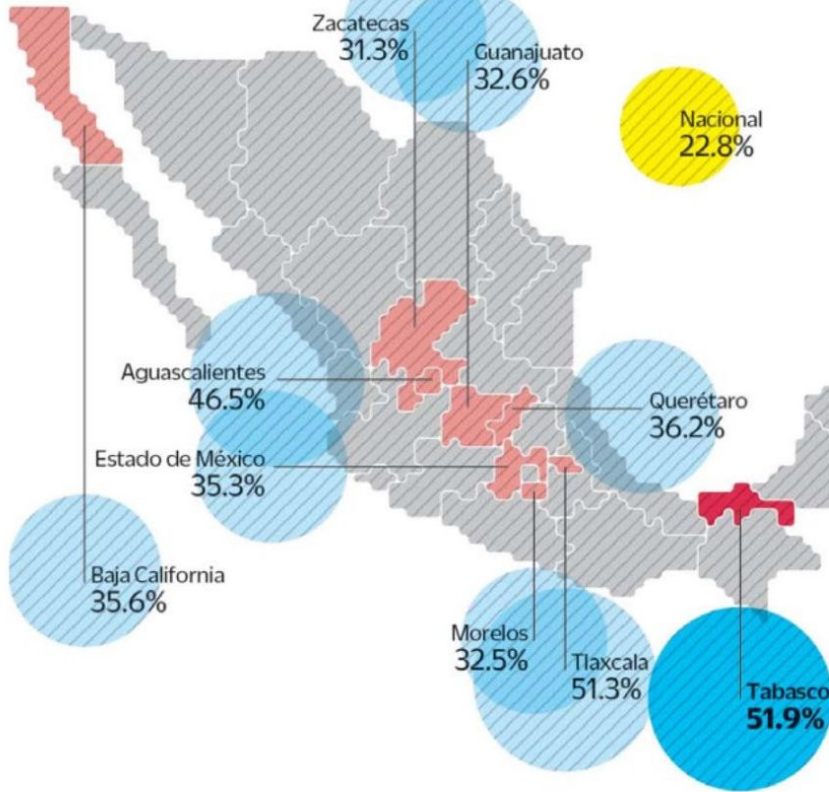 Zacatecas
31.3%
Guanajuato
32.6%
Nacional
22.8%
Aguascalientes
46.5%
Querétaro
36.2%
Estado de México
35.3%
Baja California
35.6%
Morelos
32.5%
Tlaxcala
51.3%
Tabasco
51.9%